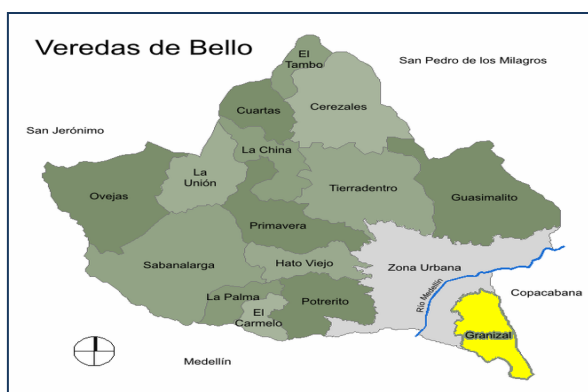 Veredas de Bello
El
Tambo
San Pedro de los Milagros
Cuartas
Cerezales
San Jerónimo
La China
La
Unión
Ovejas
Tierradentro
Guasimalito
Primavera
Sabanalarga
Hato Viejo
Zona Urbana
Río Medellín
Copacabana
La Palma
El
Carmelo
Potrerito
Granizal
Medellín